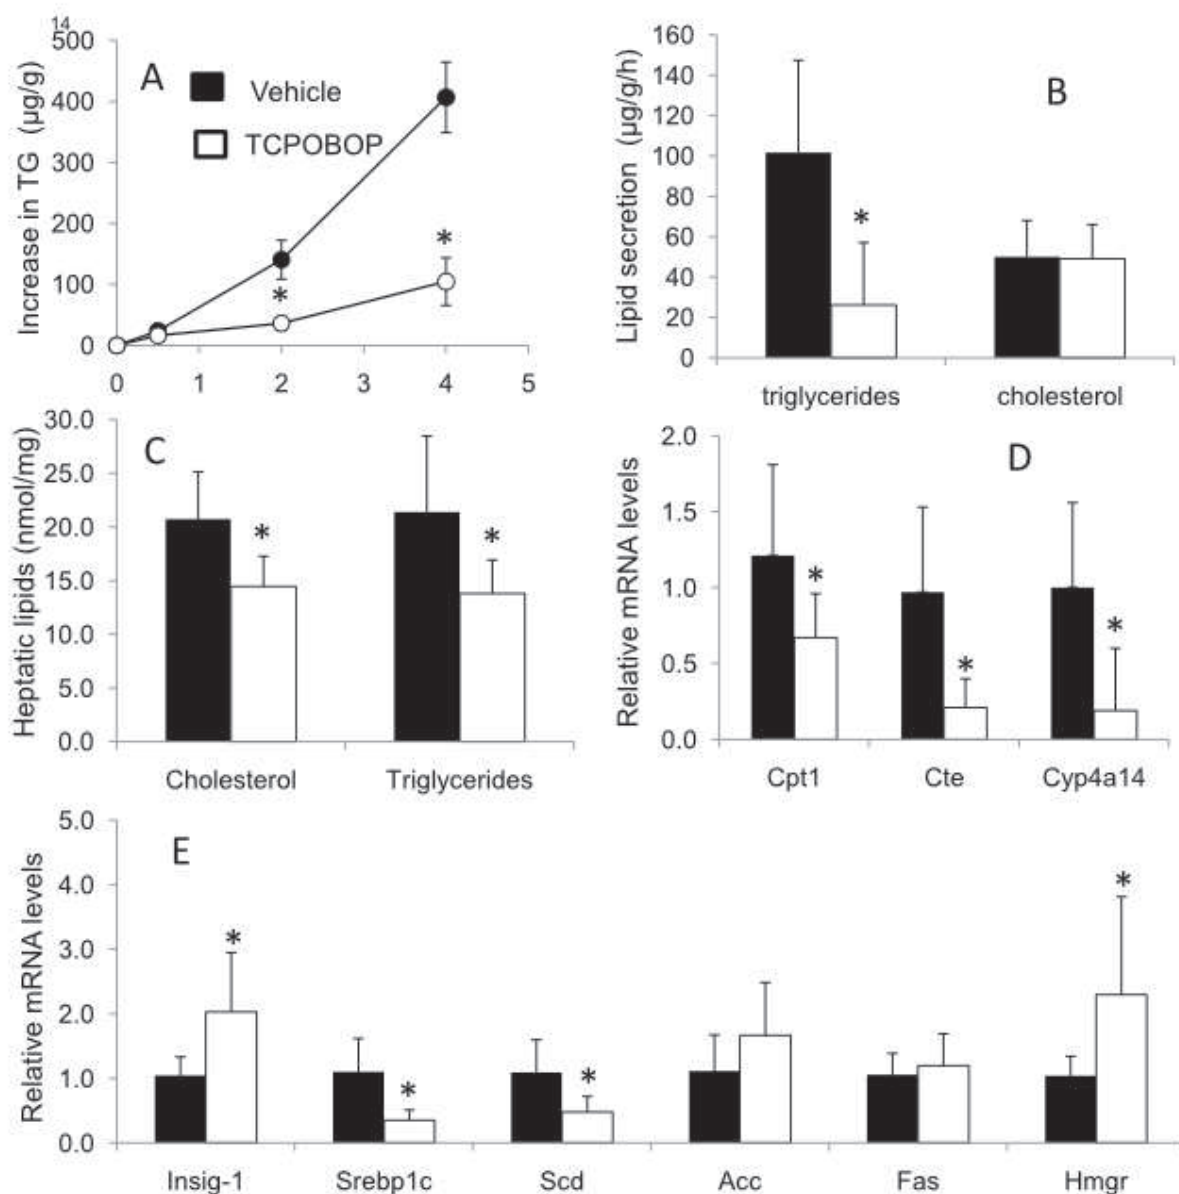 14
500
400
300
200
100
0
Increase in TG (µg/g)
A
Vehicle
TCPOBOP
*
*
0 1 2 3 4 5
160
140
120
100
80
60
40
20
0
Lipid secretion (µg/g/h)
B
*
triglycerides cholesterol
30.0
25.0
20.0
15.0
10.0
5.0
0.0
Heptatic lipids (nmol/mg)
C
*
*
Cholesterol Triglycerides
2.0
1.5
1.0
0.5
0.0
Relative mRNA levels
D
*
*
*
Cpt1 Cte Cyp4a14
5.0
4.0
3.0
2.0
1.0
0.0
Relative mRNA levels
E
*
*
*
*
Insig-1 Srebp1c Scd Acc Fas Hmgr